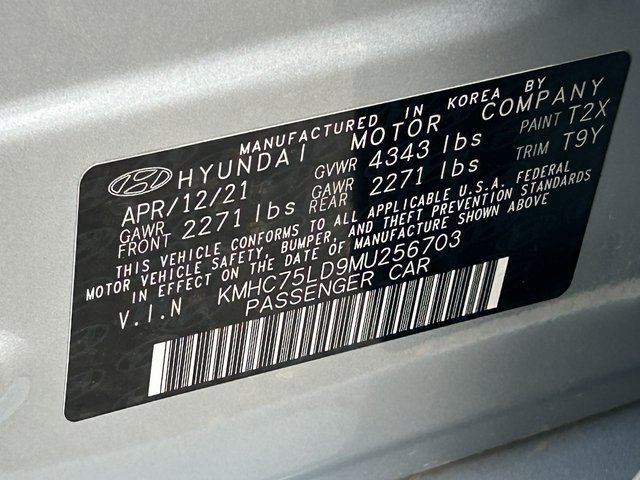 MANUFACTURED IN KOREA BY
HYUNDAI MOTOR COMPANY
APR/12/21 GVWR 4343 lbs PAINT T2X
GAWR FRONT 2271 lbs GAWR REAR 2271 lbs TRIM T9Y
THIS VEHICLE CONFORMS TO ALL APPLICABLE U.S.A. FEDERAL
MOTOR VEHICLE SAFETY, BUMPER, AND THEFT PREVENTION STANDARDS
IN EFFECT ON THE DATE OF MANUFACTURE SHOWN ABOVE
V.I.N KMHC75LD9MU256703
PASSENGER CAR